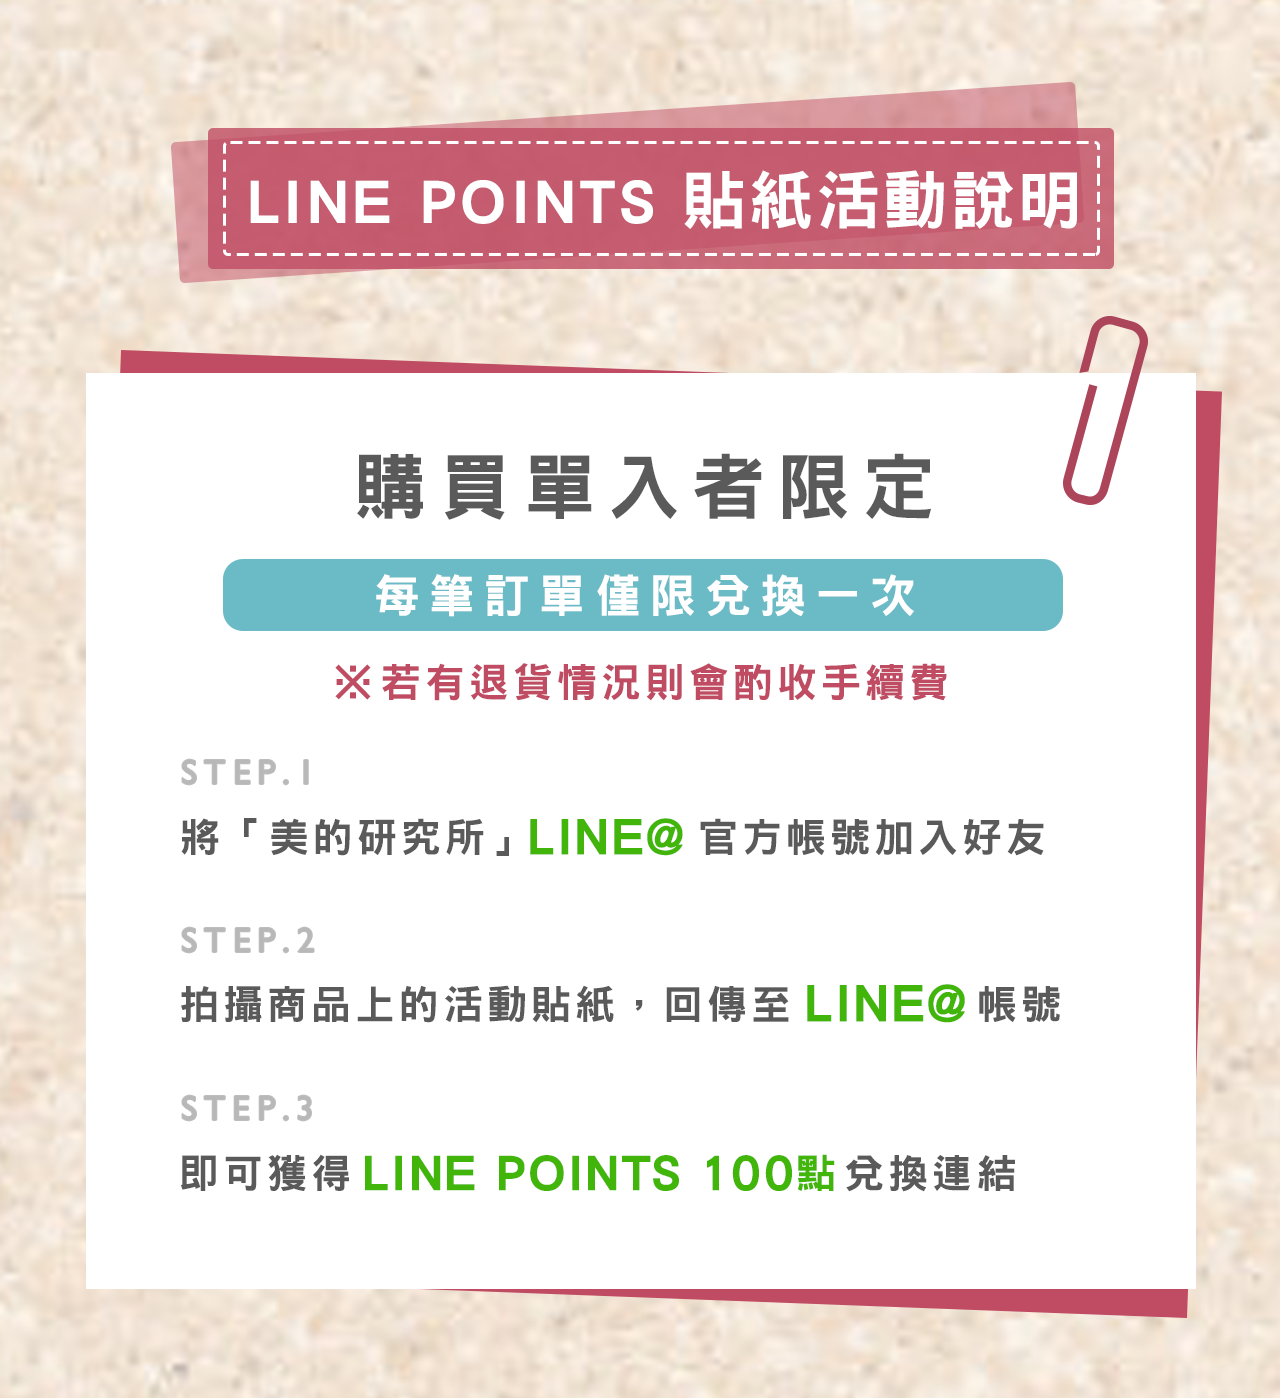 LINE POINTS 貼紙活動說明
購買單入者限定
每筆訂單僅限兌換一次
※若有退貨情況則會酌收手續費
STEP.1
將「美的研究所」LINE@ 官方帳號加入好友
STEP.2
拍攝商品上的活動貼紙，回傳至 LINE@ 帳號
STEP.3
即可獲得 LINE POINTS 100點 兌換連結